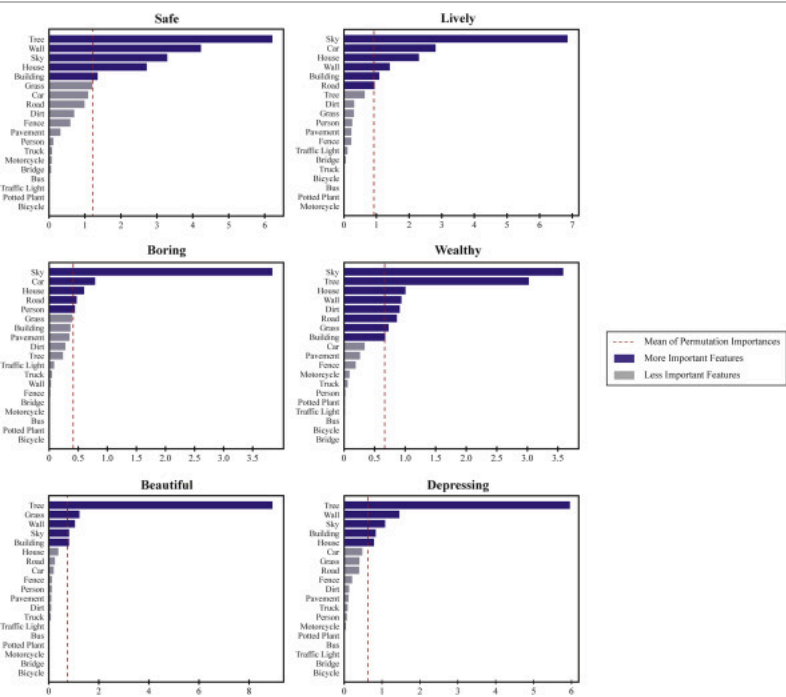 Safe
Tree
Wall
Sky
House
Building
Grass
Car
Road
Dirt
Fence
Pavement
Person
Truck
Motorcycle
Bridge
Bus
Traffic Light
Potted Plant
Bicycle
0 1 2 3 4 5 6
Lively
Sky
Car
House
Wall
Building
Road
Tree
Dirt
Grass
Person
Pavement
Fence
Traffic Light
Bridge
Truck
Bicycle
Bus
Potted Plant
Motorcycle
0 1 2 3 4 5 6 7
Boring
Sky
Car
House
Road
Person
Grass
Building
Pavement
Dirt
Tree
Traffic Light
Truck
Wall
Fence
Bridge
Motorcycle
Bus
Potted Plant
Bicycle
0 0.5 1.0 1.5 2.0 2.5 3.0 3.5
Wealthy
Sky
Tree
House
Wall
Dirt
Road
Grass
Building
Car
Pavement
Fence
Motorcycle
Truck
Person
Potted Plant
Traffic Light
Bus
Bicycle
Bridge
0 0.5 1.0 1.5 2.0 2.5 3.0 3.5
Mean of Permutation Importances
More Important Features
Less Important Features
Beautiful
Tree
Grass
Wall
Sky
Building
House
Road
Car
Fence
Person
Pavement
Dirt
Truck
Traffic Light
Bus
Potted Plant
Motorcycle
Bridge
Bicycle
0 2 4 6 8
Depressing
Tree
Wall
Sky
Building
House
Car
Grass
Road
Fence
Dirt
Pavement
Truck
Person
Motorcycle
Potted Plant
Bus
Traffic Light
Bridge
Bicycle
0 1 2 3 4 5 6